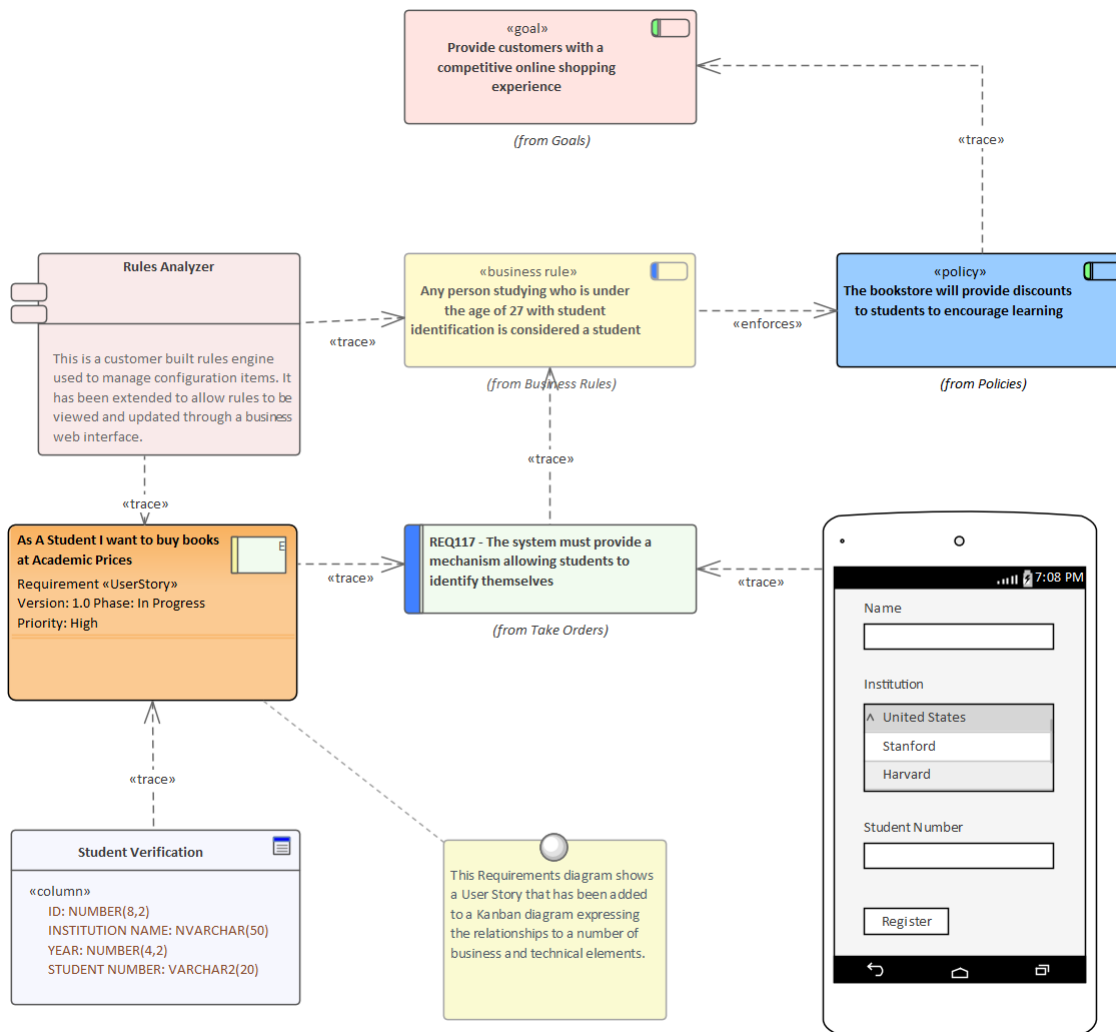 «goal»
Provide customers with a
competitive online shopping
experience
(from Goals)
«trace»
Rules Analyzer
This is a customer built rules engine
used to manage configuration items. It
has been extended to allow rules to be
viewed and updated through a business
web interface.
«trace»
«business rule»
Any person studying who is under
the age of 27 with student
identification is considered a student
(from Business Rules)
«enforces»
«policy»
The bookstore will provide discounts
to students to encourage learning
(from Policies)
«trace»
«trace»
As A Student I want to buy books
at Academic Prices
E
Requirement «UserStory»
Version: 1.0 Phase: In Progress
Priority: High
«trace»
REQ117 - The system must provide a
mechanism allowing students to
identify themselves
(from Take Orders)
«trace»
7:08 PM
Name
Institution
^ United States
Stanford
Harvard
Student Number
Register
«trace»
Student Verification
«column»
ID: NUMBER(8,2)
INSTITUTION NAME: NVARCHAR(50)
YEAR: NUMBER(4,2)
STUDENT NUMBER: VARCHAR2(20)
This Requirements diagram shows
a User Story that has been added
to a Kanban diagram expressing
the relationships to a number of
business and technical elements.